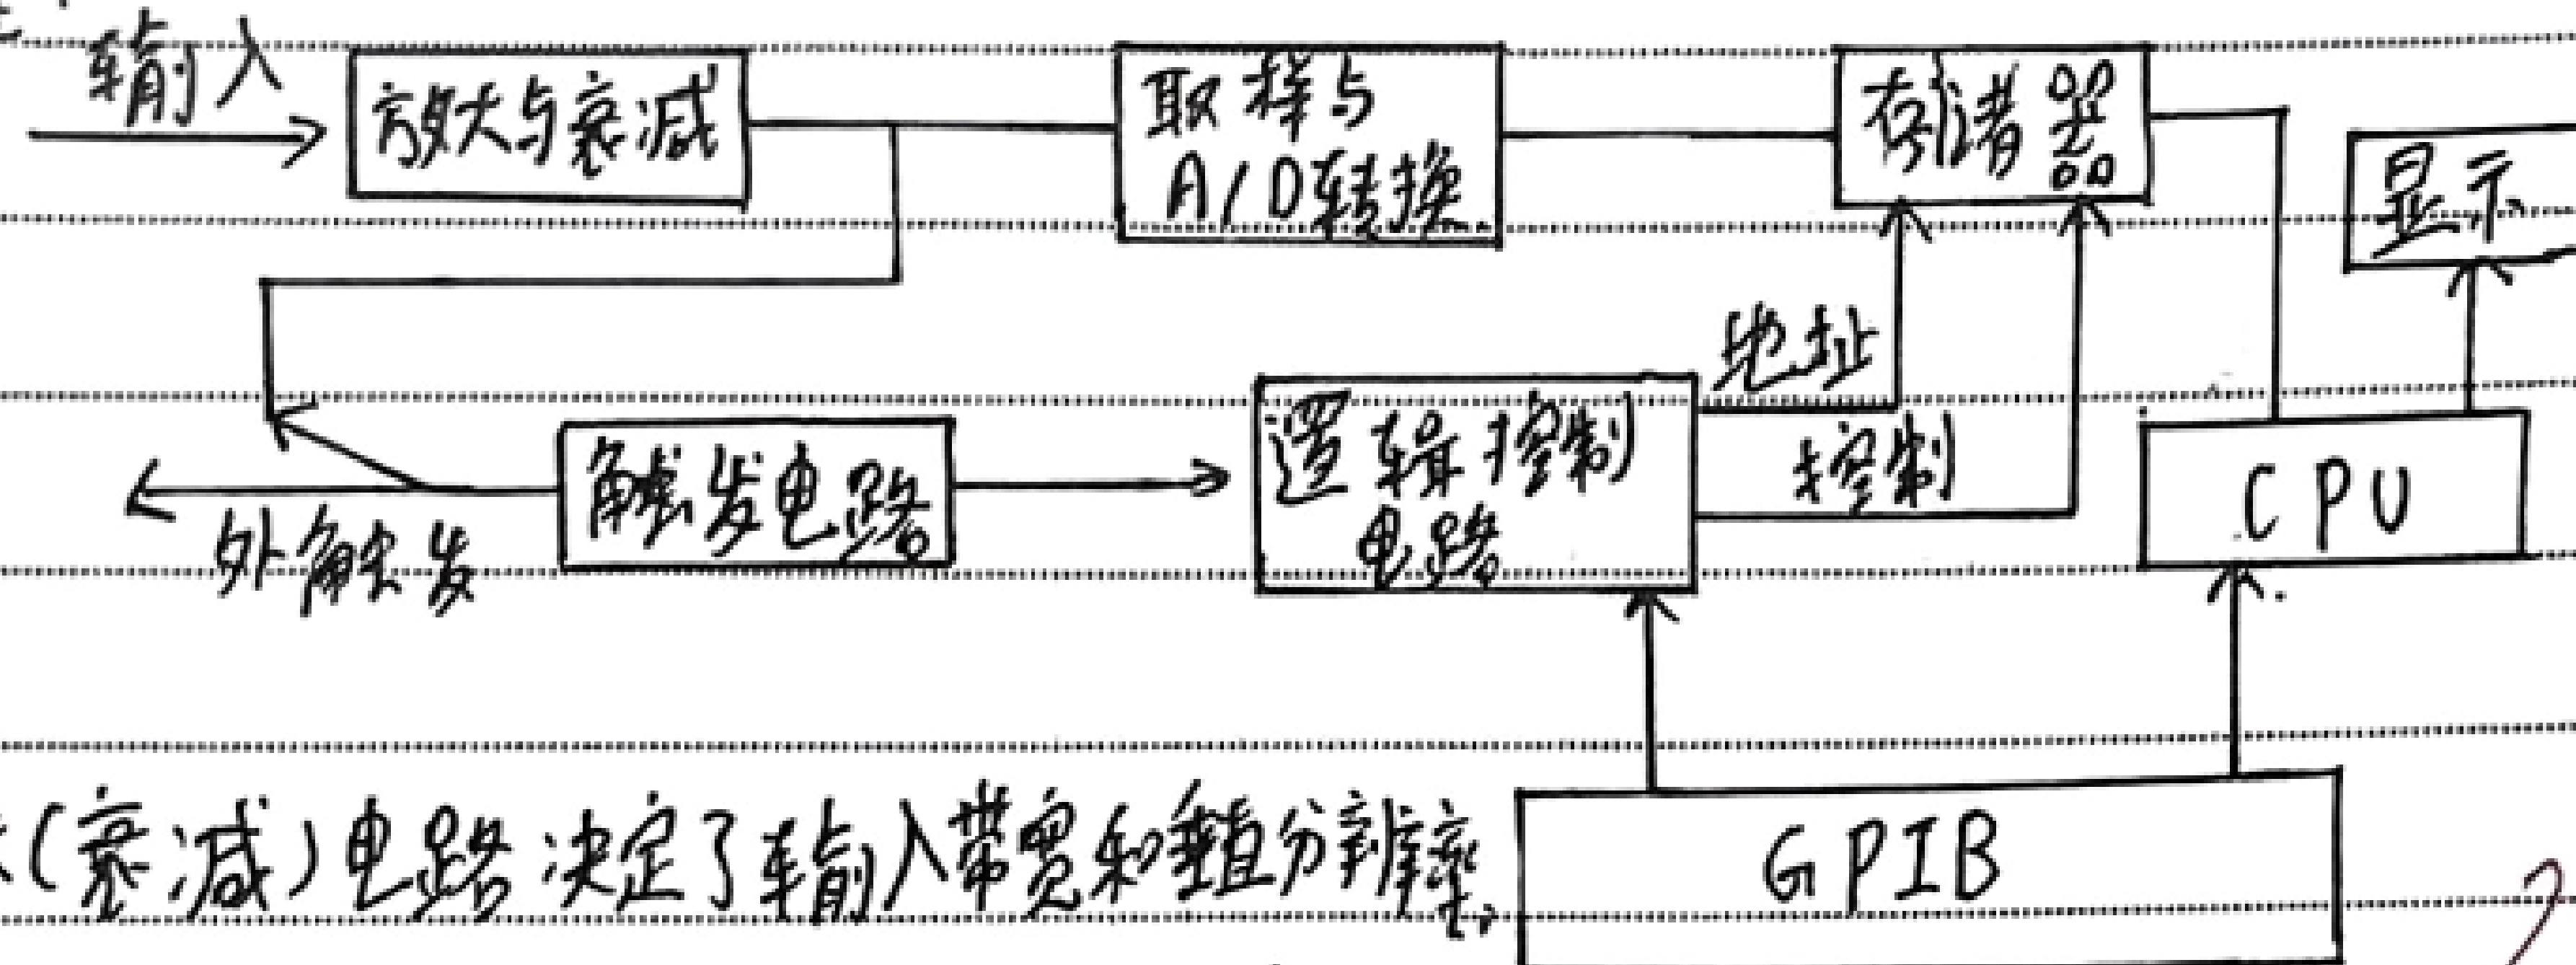 输入
放大与衰减
取样与
A/D转换
存储器
显示
地址
逻辑控制
电路
控制
触发电路
外触发
CPU
(衰减)电路决定了输入带宽和垂直分辨率,
GPIB